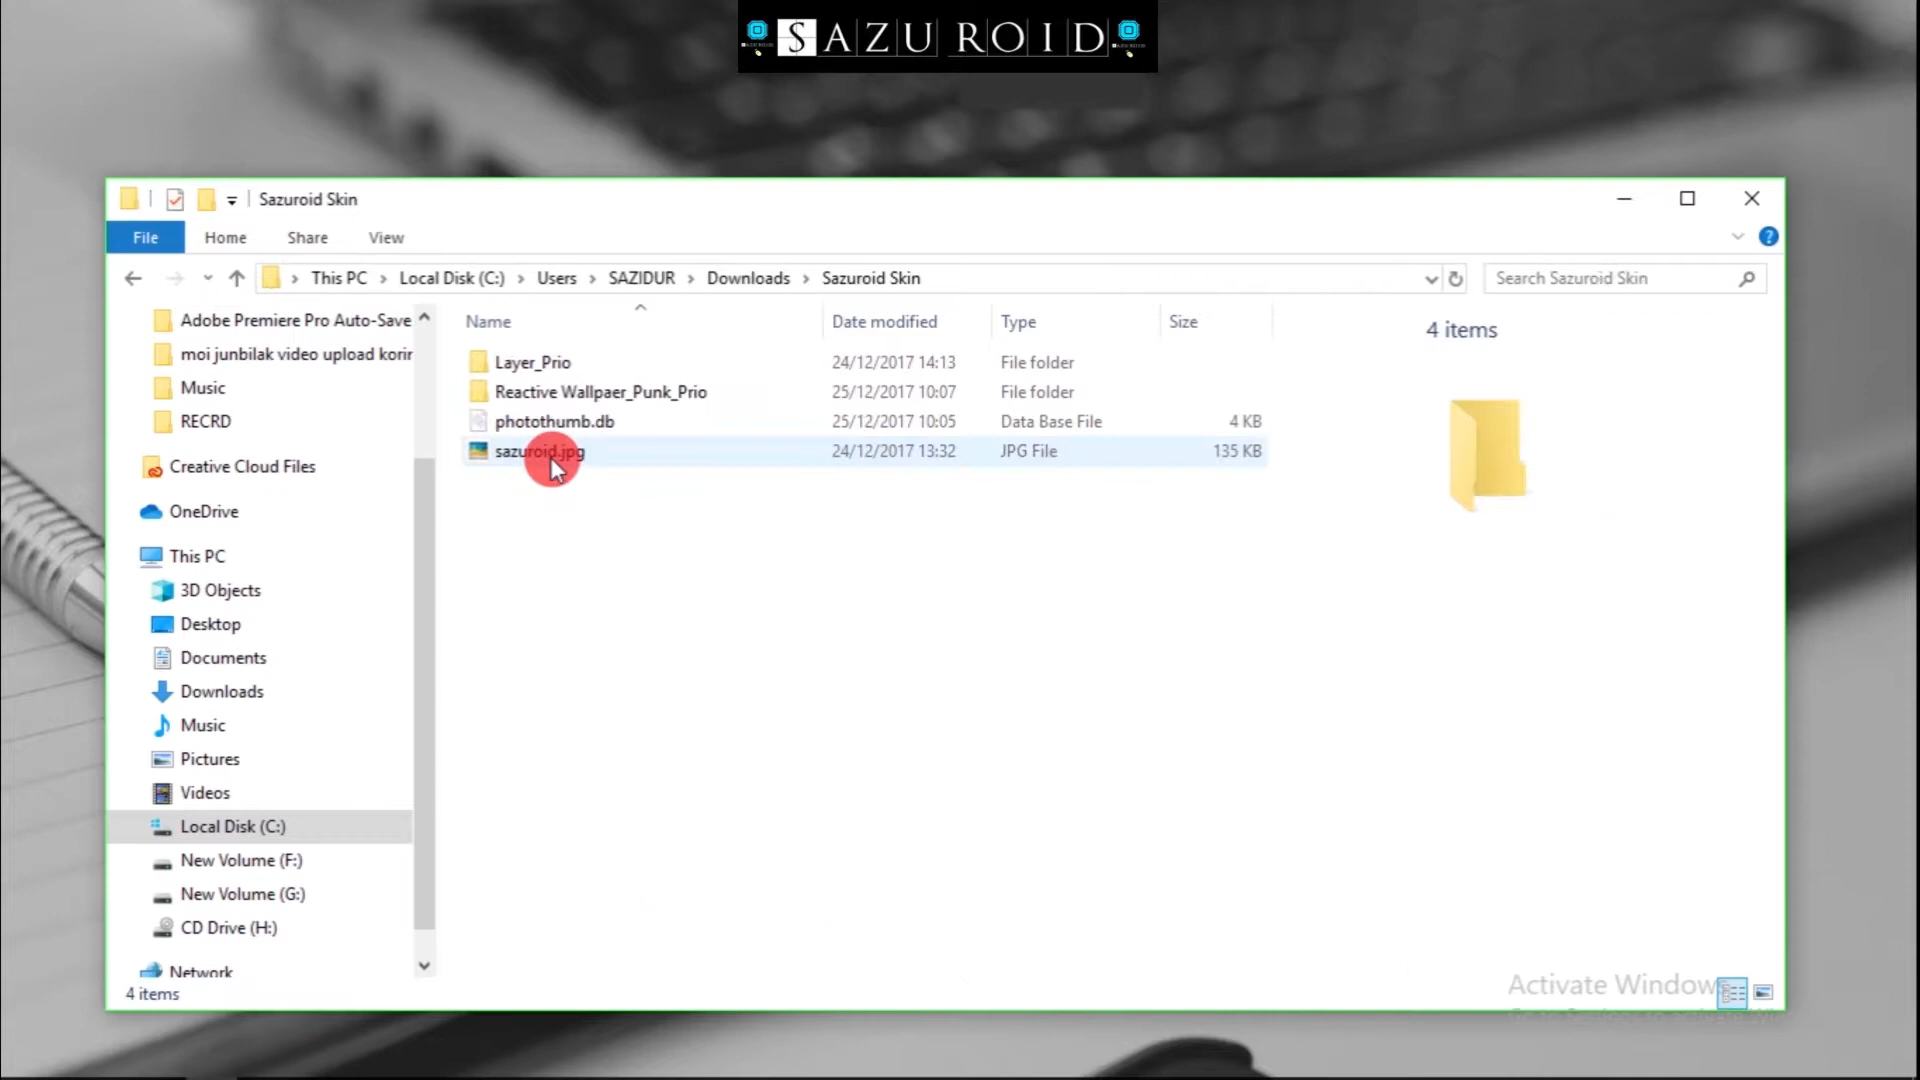 SAZUROID
Sazuroid Skin
File Home Share View
This PC Local Disk (C:) Users SAZIDUR Downloads Sazuroid Skin
Search Sazuroid Skin
Adobe Premiere Pro Auto-Save
moi junbilak video upload korir
Music
RECRD
Creative Cloud Files
OneDrive
This PC
3D Objects
Desktop
Documents
Downloads
Music
Pictures
Videos
Local Disk (C:)
New Volume (F:)
New Volume (G:)
CD Drive (H:)
Network
4 items
Name Date modified Type Size
Layer_Prio 24/12/2017 14:13 File folder
Reactive Wallpaer_Punk_Prio 25/12/2017 10:07 File folder
photothumb.db 25/12/2017 10:05 Data Base File 4 KB
sazuroid.jpg 24/12/2017 13:32 JPG File 135 KB
4 items
Activate Windows